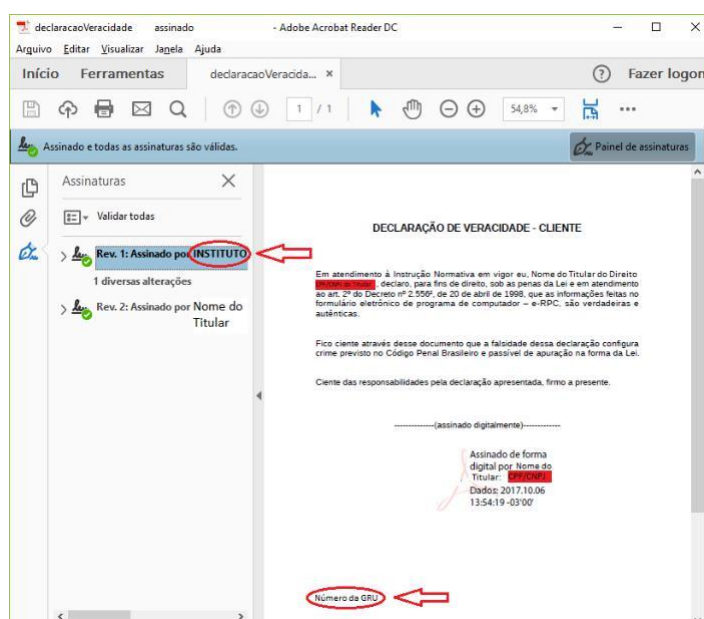 declaracaoVeracidade assinado - Adobe Acrobat Reader DC
Arquivo Editar Visualizar Janela Ajuda
Início Ferramentas declaracaoVeracida... × ? Fazer logon
1 / 1 54,8%
Assinado e todas as assinaturas são válidas. Painel de assinaturas
Assinaturas
Validar todas
Rev. 1: Assinado por INSTITUTO
1 diversas alterações
Rev. 2: Assinado por Nome do
Titular
DECLARAÇÃO DE VERACIDADE - CLIENTE
Em atendimento à Instrução Normativa em vigor eu, Nome do Titular do Direito
CPF/CNPJ do Titular, declaro, para fins de direito, sob as penas da Lei e em atendimento
ao art. 2º do Decreto nº 2.556², de 20 de abril de 1998, que as informações feitas no
formulário eletrônico de programa de computador – e-RPC, são verdadeiras e
autênticas.
Fico ciente através desse documento que a falsidade dessa declaração configura
crime previsto no Código Penal Brasileiro e passível de apuração na forma da Lei.
Ciente das responsabilidades pela declaração apresentada, firmo a presente.
-------------(assinado digitalmente)------------
Assinado de forma
digital por Nome do
Titular: CPF/CNPJ
Dados: 2017.10.06
13:54:19 -03'00'
Número da GRU